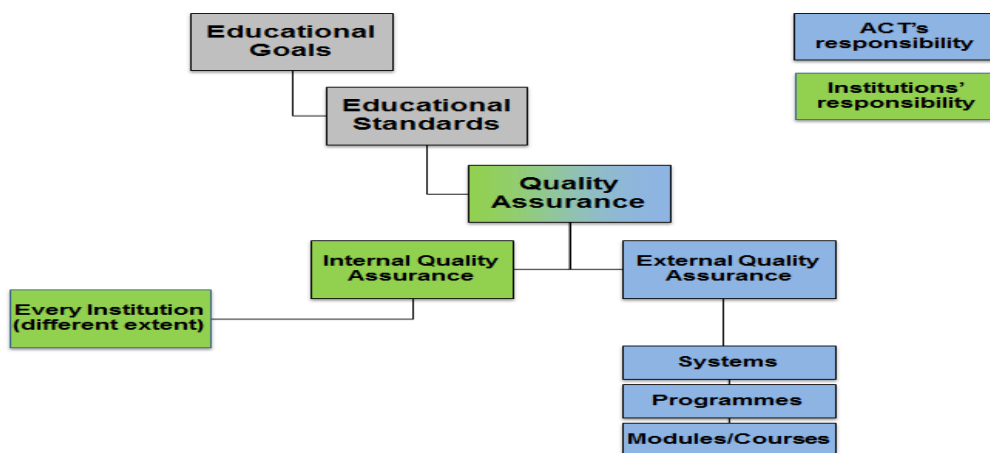 Educational
Goals
ACT's
responsibility
Educational
Standards
Institutions'
responsibility
Quality
Assurance
Internal Quality
Assurance
External Quality
Assurance
Every Institution
(different extent)
Systems
Programmes
Modules/Courses